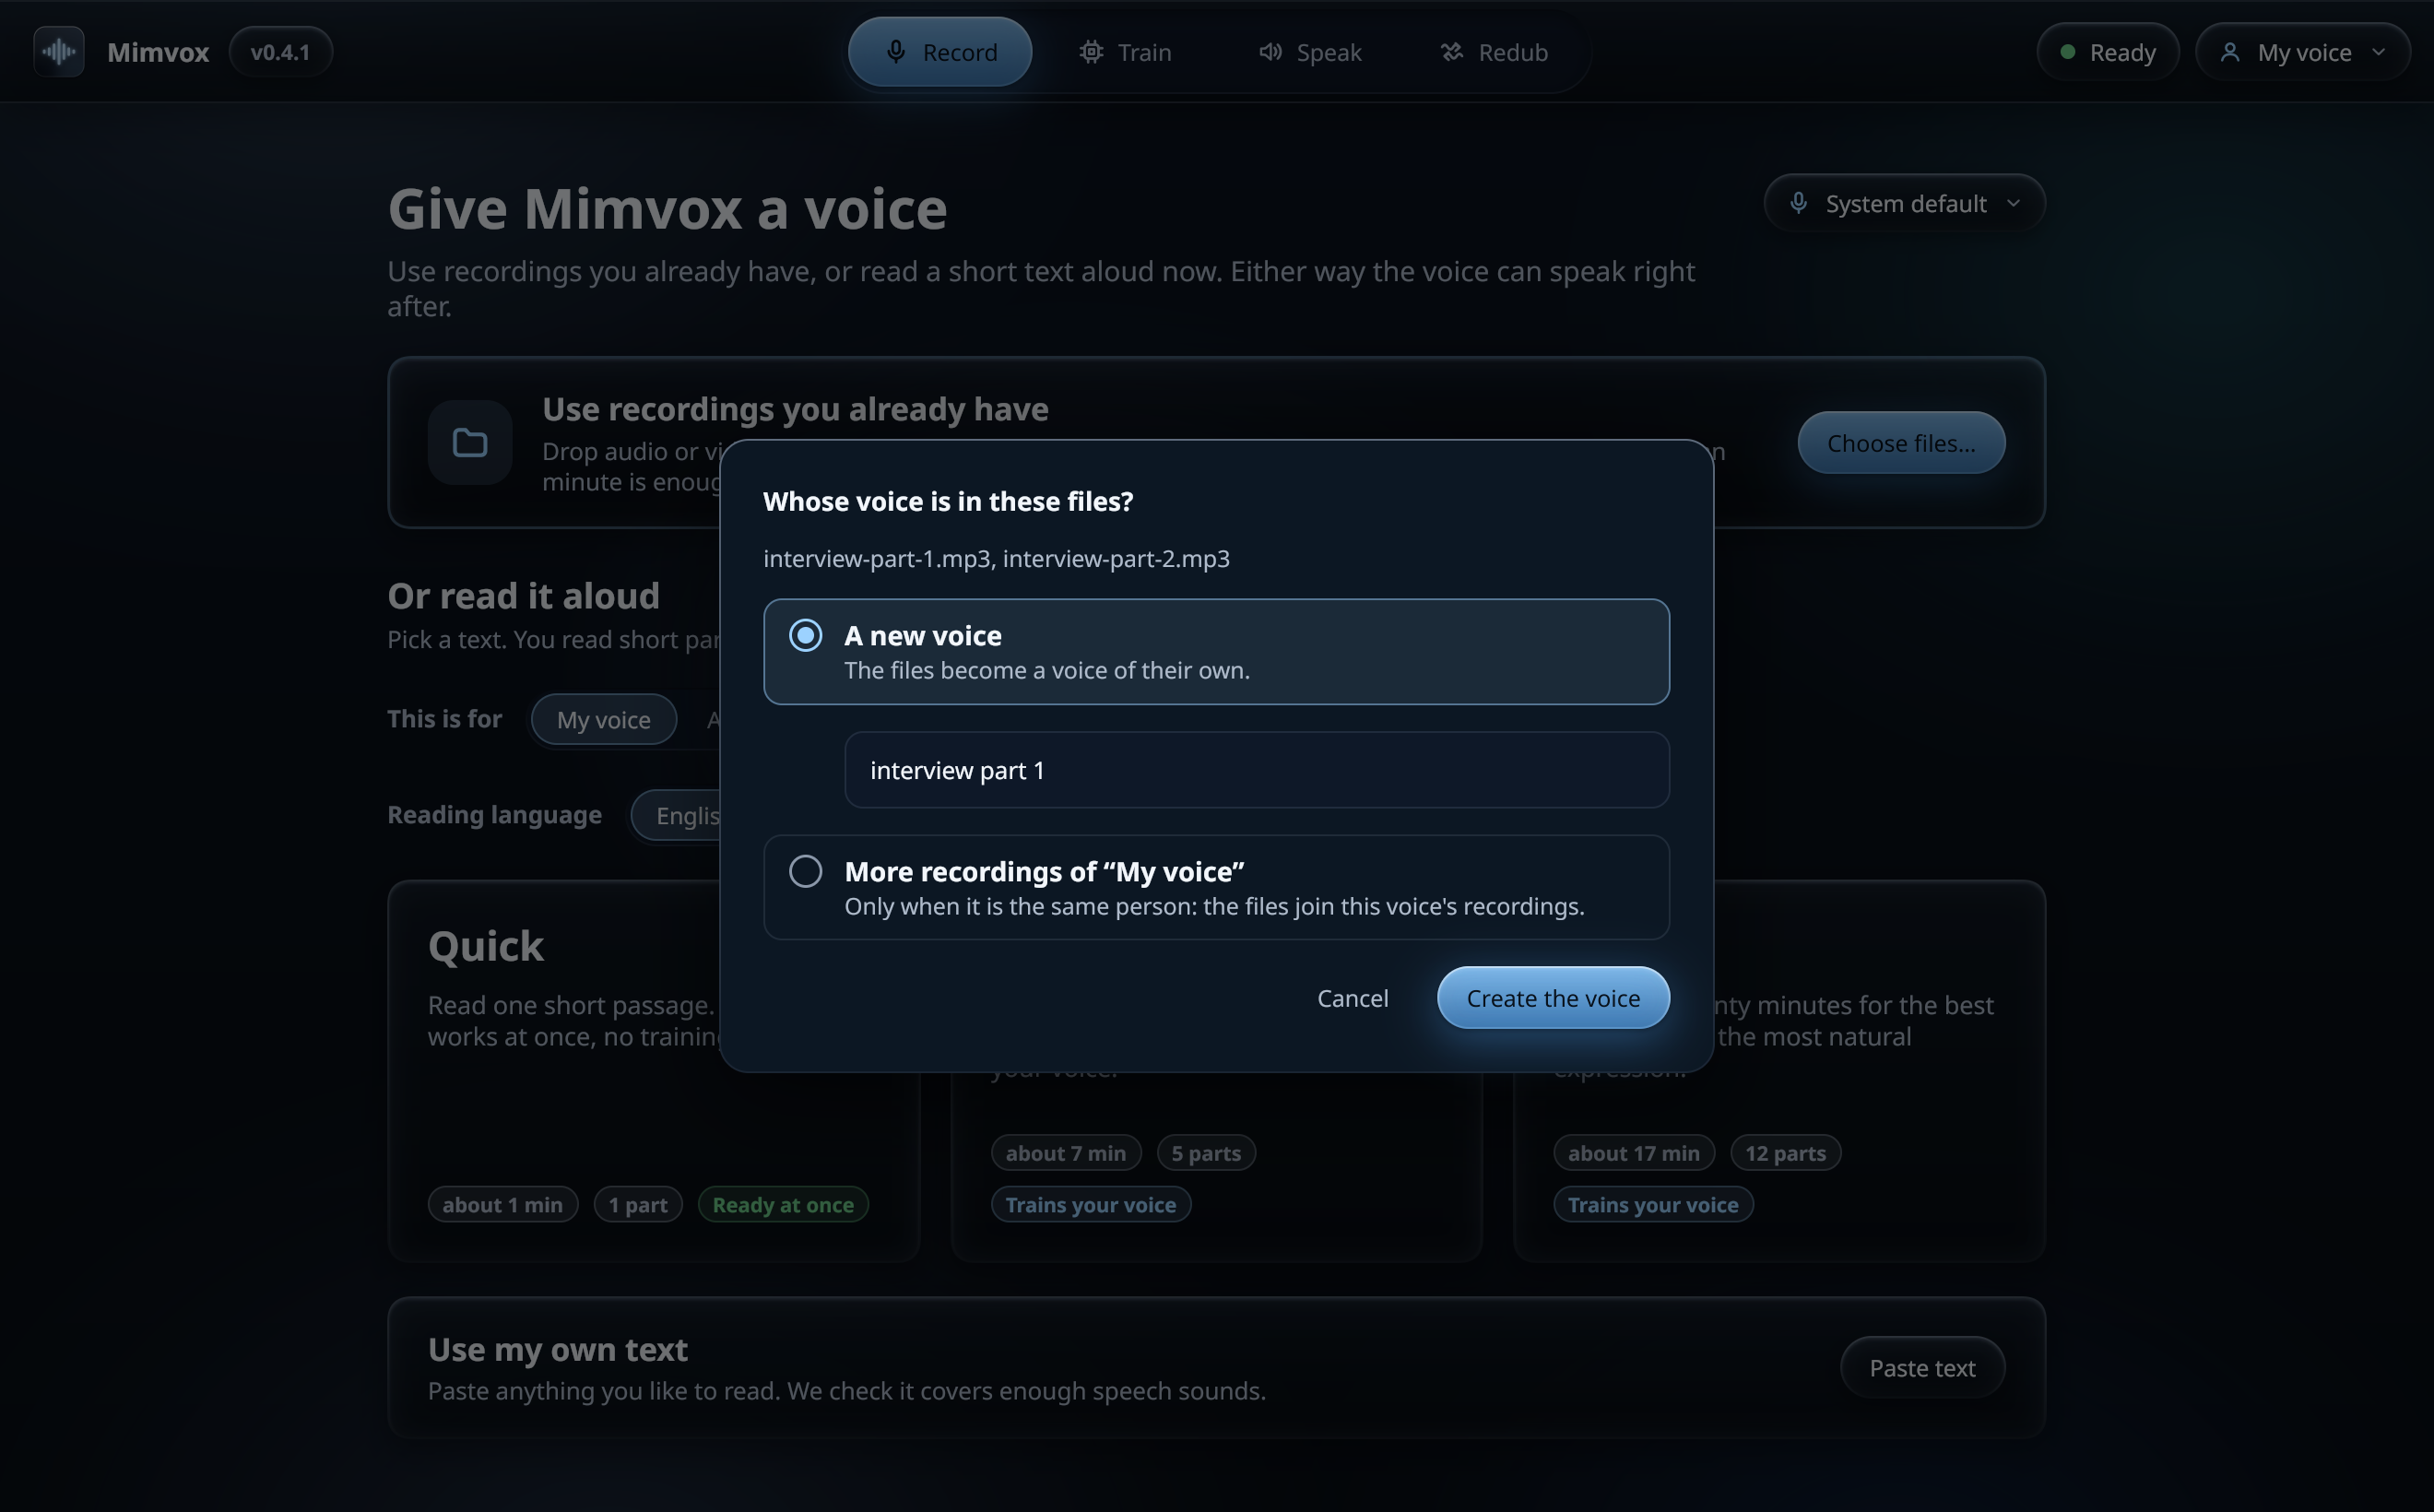 Mimvox
v0.4.1
Record
Train
Speak
Redub
Ready
My voice
Give Mimvox a voice
System default
Use recordings you already have, or read a short text aloud now. Either way the voice can speak right
after.
Use recordings you already have
Drop audio or
minute is
Choose files...
Whose voice is in these files?
interview-part-1.mp3, interview-part-2.mp3
A new voice
The files become a voice of their own.
interview part 1
More recordings of “My voice”
Only when it is the same person: the files join this voice's recordings.
Cancel
Create the voice
Or read it aloud
Pick a text. You read short
This is for
My voice
Reading language
Quick
Read one short passage.
works at once, no
about 1 min
1 part
Ready at once
your voice.
about 7 min
5 parts
Trains your voice
minutes for the best
the most natural
expression.
about 17 min
12 parts
Trains your voice
Use my own text
Paste anything you like to read. We check it covers enough speech sounds.
Paste text